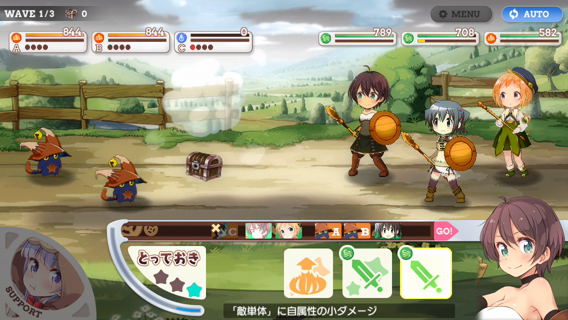 WAVE 1/3 0
MENU
AUTO
844
A
844
B
0
C
789
708
582
C
A
B
GO!
とっておき
SUPPORT
「敵単体」に自属性の小ダメージ